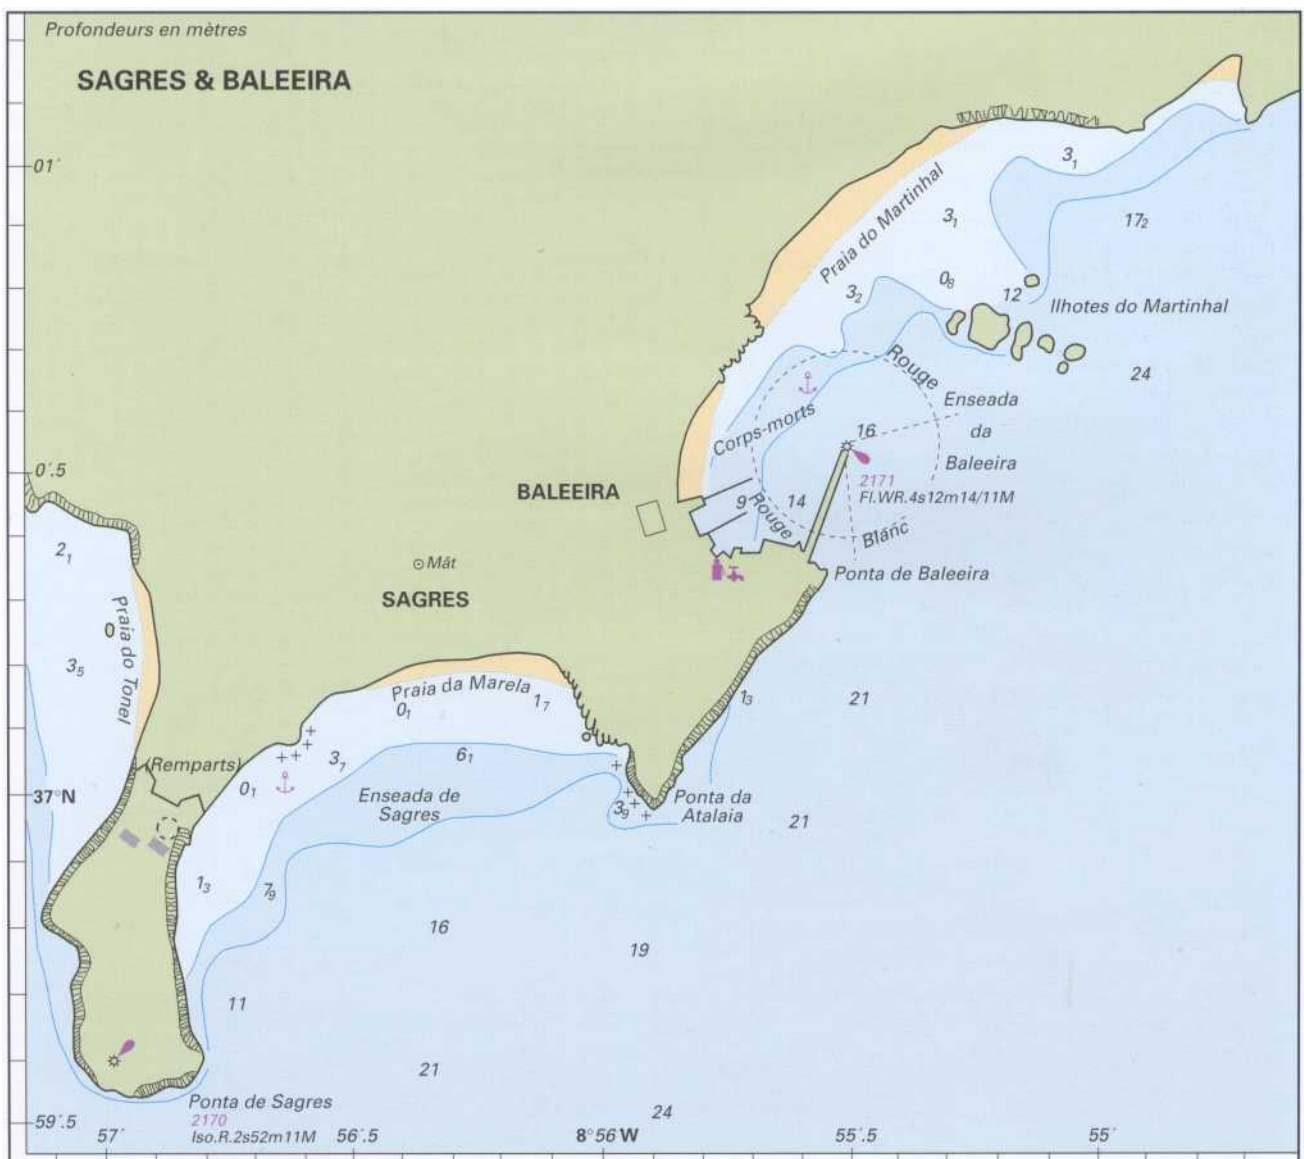 Profondeurs en mètres
SAGRES & BALEEIRA
01´
3₁
Praia do Martinhal
3₁
17₂
0₈
3₂
12
Ilhotes do Martinhal
Rouge
24
Enseada
da
Baleeira
Corps-morts
16
0´.5
2171
Fl.WR.4s12m14/11M
BALEEIRA
9
14
Rouge
Blanc
2₁
Mât
Ponta de Baleeira
SAGRES
Praia do Tonel
3₅
Praia da Marela
0₁
1₇
1₃
21
(Remparts)
3₇
6₁
0₁
37°N
Enseada de
Sagres
3₉
Ponta da
Atalaia
21
1₃
7₉
16
19
11
21
Ponta de Sagres
2170
Iso.R.2s52m11M
24
59´.5
57´
56´.5
8°56´W
55´.5
55´